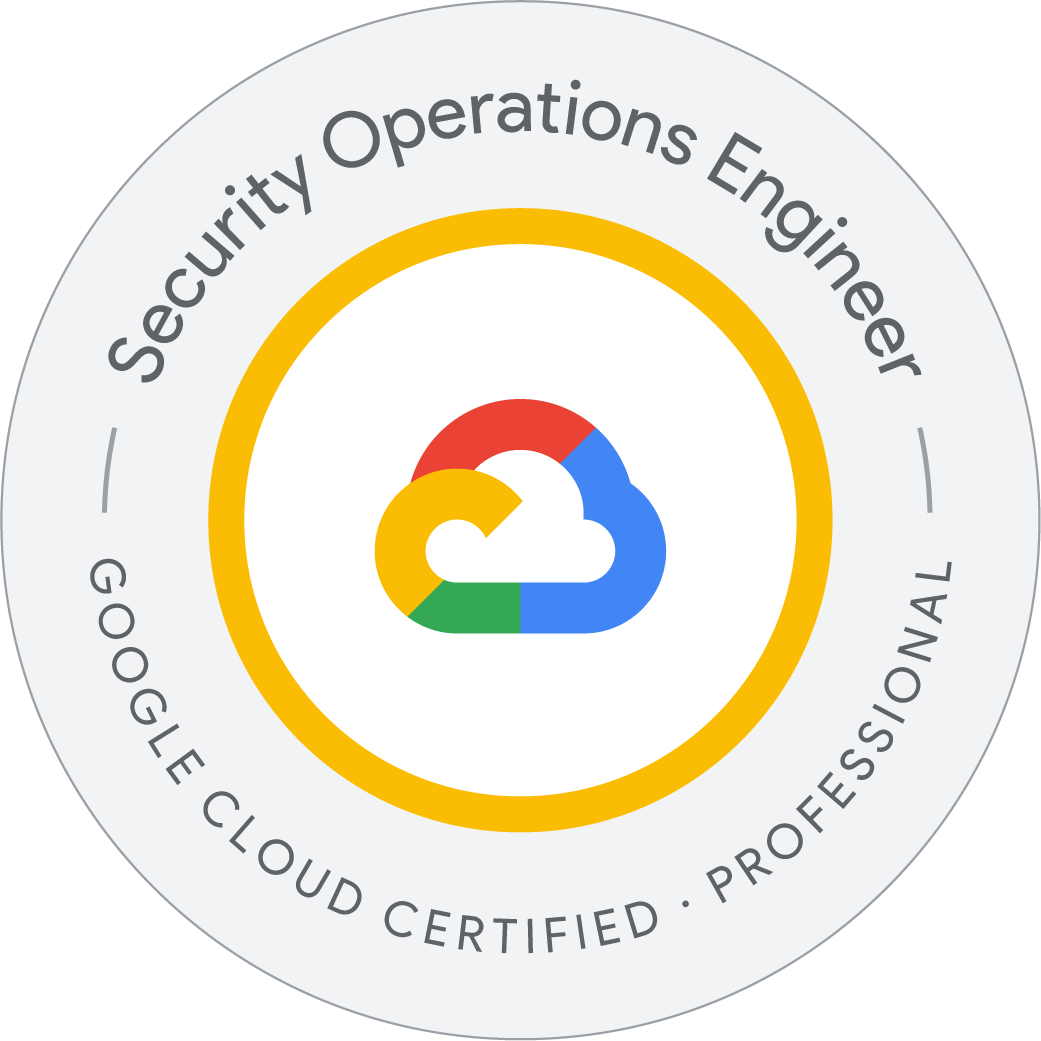 Security Operations Engineer
GOOGLE CLOUD CERTIFIED · PROFESSIONAL